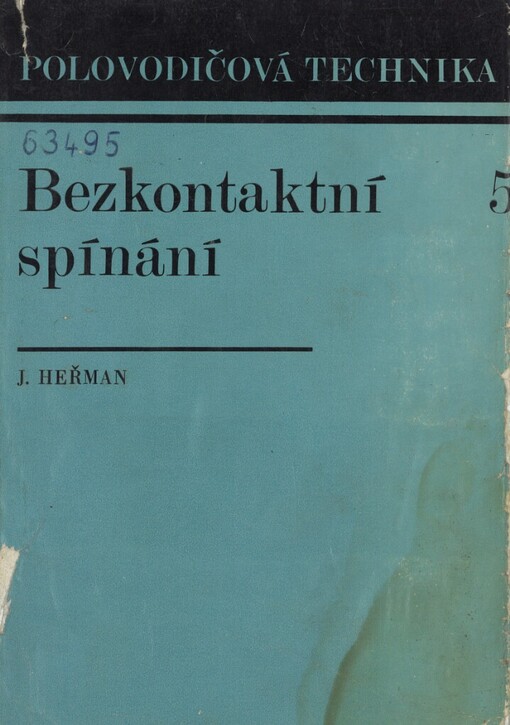 POLOVODIČOVÁ TECHNIKA
63495
Bezkontaktní 5
spínání
J. HEŘMAN